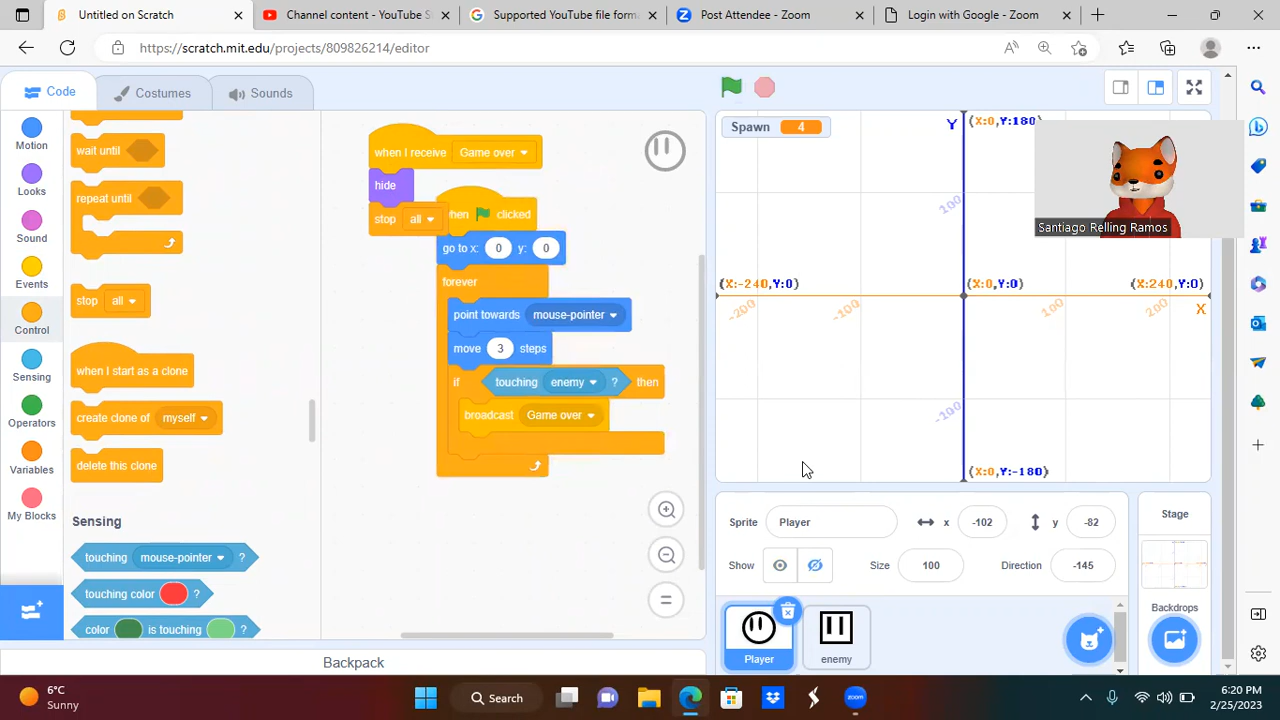 Untitled on Scratch
Channel content - YouTube S
Supported YouTube file form
Post Attendee - Zoom
Login with Google - Zoom
https://scratch.mit.edu/projects/809826214/editor
Code
Costumes
Sounds
Motion
Looks
Sound
Events
Control
Sensing
Operators
Variables
My Blocks
wait until
repeat until
stop all
when I start as a clone
create clone of myself
delete this clone
Sensing
touching mouse-pointer ?
touching color ?
color is touching ?
when I receive Game over
hide
stop all
when clicked
go to x: 0 y: 0
forever
point towards mouse-pointer
move 3 steps
if touching enemy ? then
broadcast Game over
Backpack
Spawn 4
Y
(X:0,Y:180)
100
(X:-240,Y:0)
(X:0,Y:0)
(X:240,Y:0)
-200
-100
100
200
X
-100
(X:0,Y:-180)
Santiago Relling Ramos
Sprite Player x -102 y -82
Show Size 100 Direction -145
Player
enemy
Stage
Backdrops
6°C
Sunny
Search
6:20 PM
2/25/2023